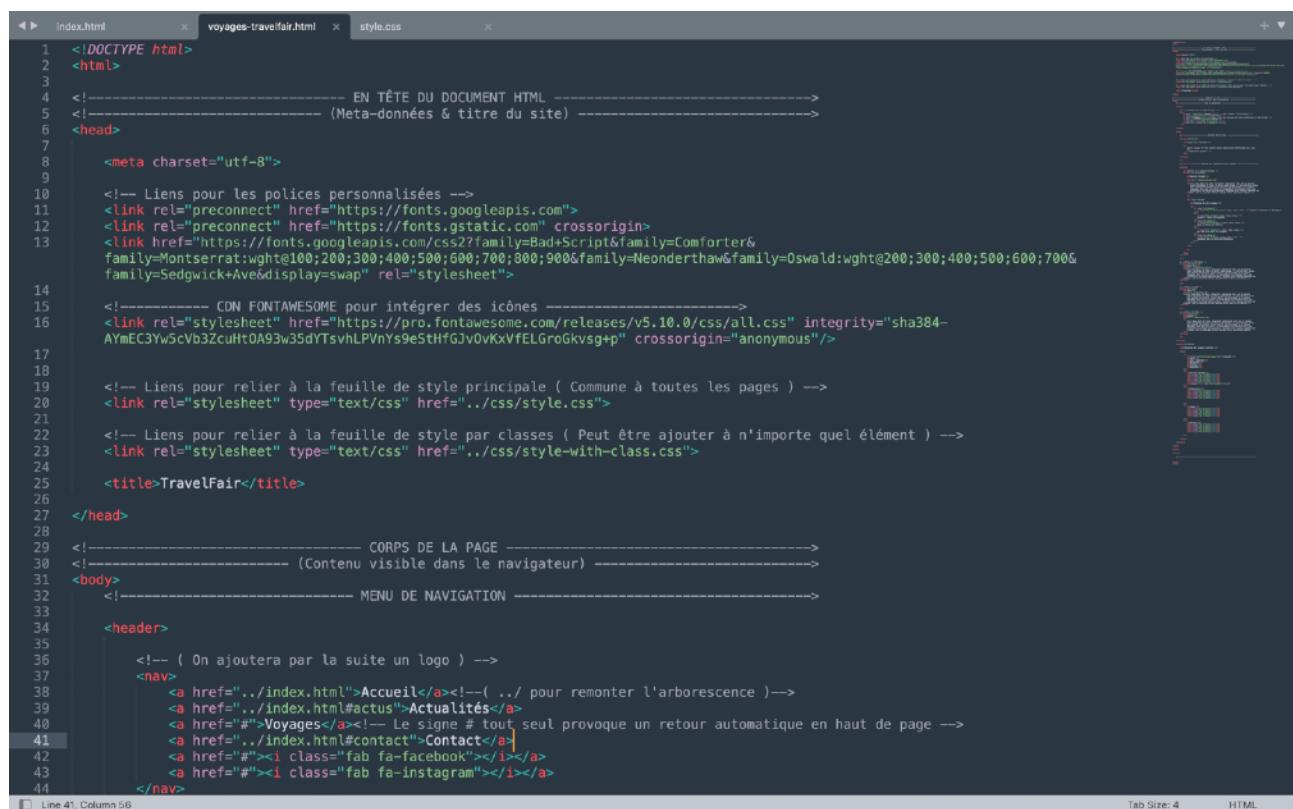 index.html × voyages-travelfair.html × style.css ×
1 <!DOCTYPE html>
2 <html>
3
4 <!-------------------------------- EN TÊTE DU DOCUMENT HTML -------------------------------->
5 <!----------------------------- (Meta-données & titre du site) ----------------------------->
6 <head>
7
8 <meta charset="utf-8">
9
10 <!-- Liens pour les polices personnalisées -->
11 <link rel="preconnect" href="https://fonts.googleapis.com">
12 <link rel="preconnect" href="https://fonts.gstatic.com" crossorigin>
13 <link href="https://fonts.googleapis.com/css2?family=Bad+Script&family=Comforter&
family=Montserrat:wght@100;200;300;400;500;600;700;800;900&family=Neonderthaw&family=Oswald:wght@200;300;400;500;600;700&
family=Sedgwick+Ave&display=swap" rel="stylesheet">
14
15 <!----------- CDN FONTAWESOME pour intégrer des icônes ------------------------>
16 <link rel="stylesheet" href="https://pro.fontawesome.com/releases/v5.10.0/css/all.css" integrity="sha384-
AYmEC3Yw5cVb3ZcuHtOA93w35dYTsvhLPVnYs9eStHfGJvOvKxVfELGroGkvsg+p" crossorigin="anonymous"/>
17
18
19 <!-- Liens pour relier à la feuille de style principale ( Commune à toutes les pages ) -->
20 <link rel="stylesheet" type="text/css" href="../css/style.css">
21
22 <!-- Liens pour relier à la feuille de style par classes ( Peut être ajouter à n'importe quel élément ) -->
23 <link rel="stylesheet" type="text/css" href="../css/style-with-class.css">
24
25 <title>TravelFair</title>
26
27 </head>
28
29 <!---------------------------------- CORPS DE LA PAGE -------------------------------------->
30 <!------------------------- (Contenu visible dans le navigateur) --------------------------->
31 <body>
32 <!----------------------------- MENU DE NAVIGATION ------------------------------------->
33
34 <header>
35
36 <!-- ( On ajoutera par la suite un logo ) -->
37 <nav>
38 <a href="../index.html">Accueil</a><!--( ../ pour remonter l'arborescence )-->
39 <a href="../index.html#actus">Actualités</a>
40 <a href="#">Voyages</a><!-- Le signe # tout seul provoque un retour automatique en haut de page -->
41 <a href="../index.html#contact">Contact</a>
42 <a href="#"><i class="fab fa-facebook"></i></a>
43 <a href="#"><i class="fab fa-instagram"></i></a>
44 </nav>
Line 41, Column 56 Tab Size: 4 HTML